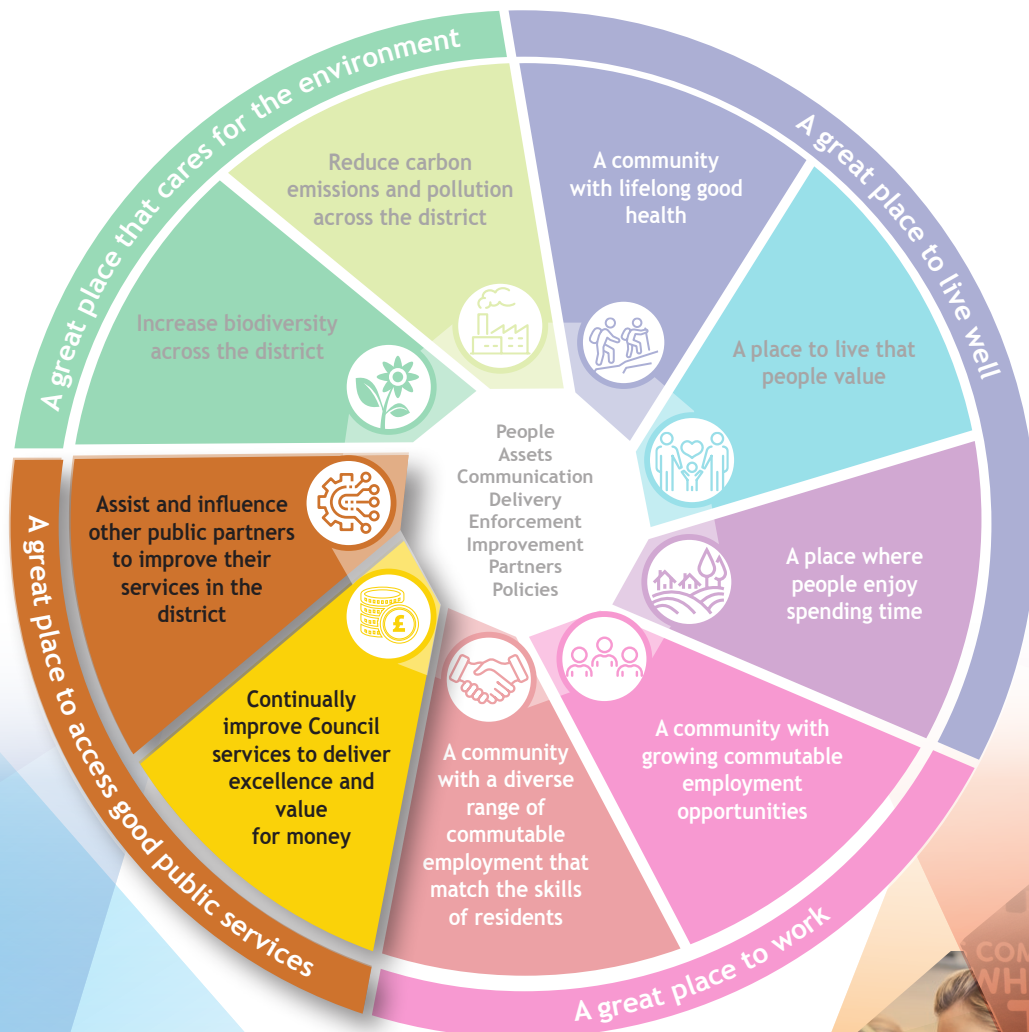 A great place that cares for the environment
Reduce carbon
emissions and pollution
across the district
Increase biodiversity
across the district
A great place to live well
A community
with lifelong good
health
A place to live that
people value
A place where
people enjoy
spending time
A great place to work
A community with
growing commutable
employment
opportunities
A community
with a diverse
range of
commutable
employment that
match the skills
of residents
A great place to access good public services
Continually
improve Council
services to deliver
excellence and
value
for money
£
Assist and influence
other public partners
to improve their
services in the
district
People
Assets
Communication
Delivery
Enforcement
Improvement
Partners
Policies